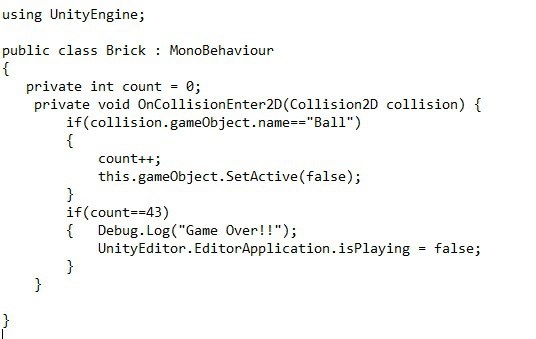 using UnityEngine;

public class Brick : MonoBehaviour
{
   private int count = 0;
    private void OnCollisionEnter2D(Collision2D collision) {
        if(collision.gameObject.name=="Ball")
        {
            count++;
            this.gameObject.SetActive(false);
        }
        if(count==43)
        {   Debug.Log("Game Over!!");
            UnityEditor.EditorApplication.isPlaying = false;
        }
    }

}